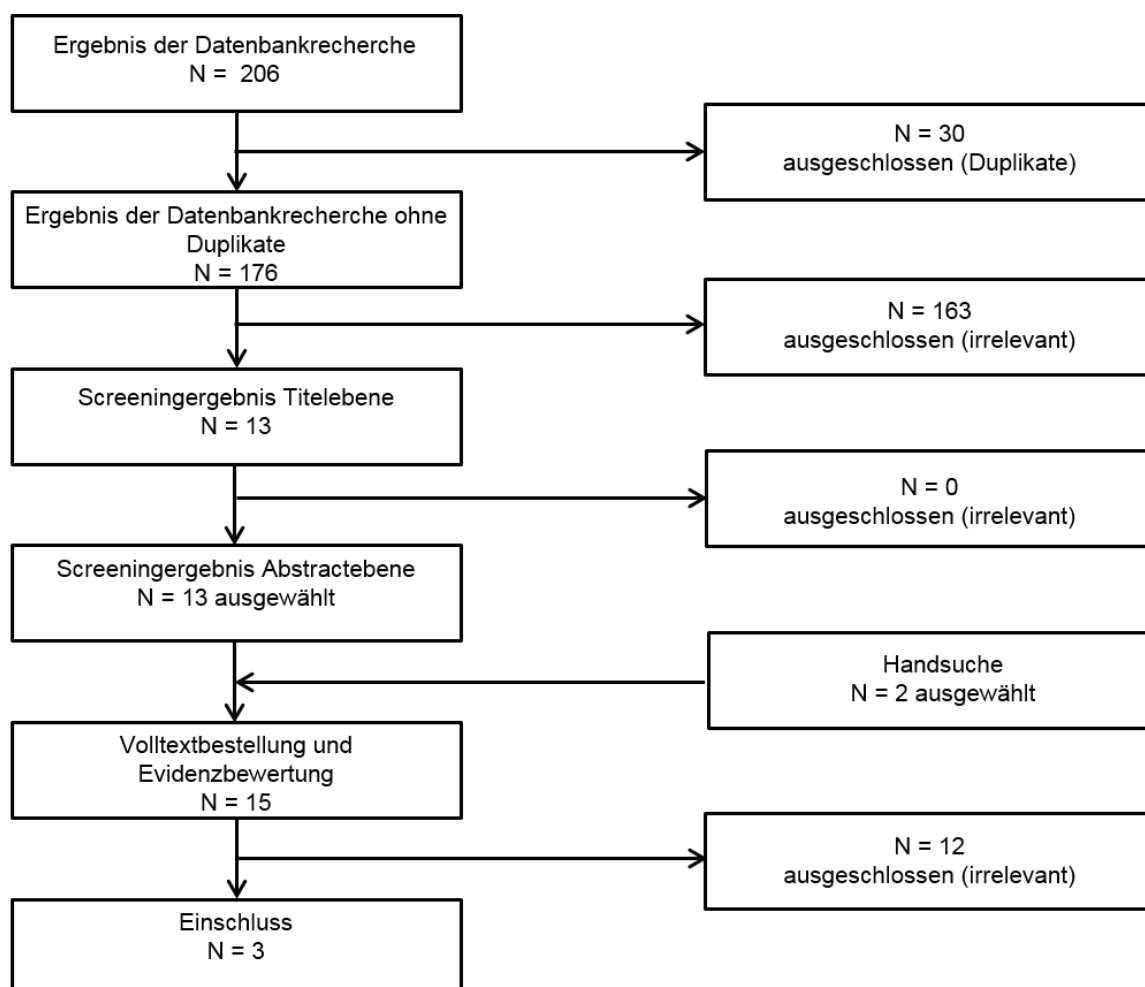 Ergebnis der Datenbankrecherche
N = 206
N = 30
ausgeschlossen (Duplikate)
Ergebnis der Datenbankrecherche ohne
Duplikate
N = 176
N = 163
ausgeschlossen (irrelevant)
Screeningergebnis Titelebene
N = 13
N = 0
ausgeschlossen (irrelevant)
Screeningergebnis Abstractebene
N = 13 ausgewählt
Handsuche
N = 2 ausgewählt
Volltextbestellung und
Evidenzbewertung
N = 15
N = 12
ausgeschlossen (irrelevant)
Einschluss
N = 3